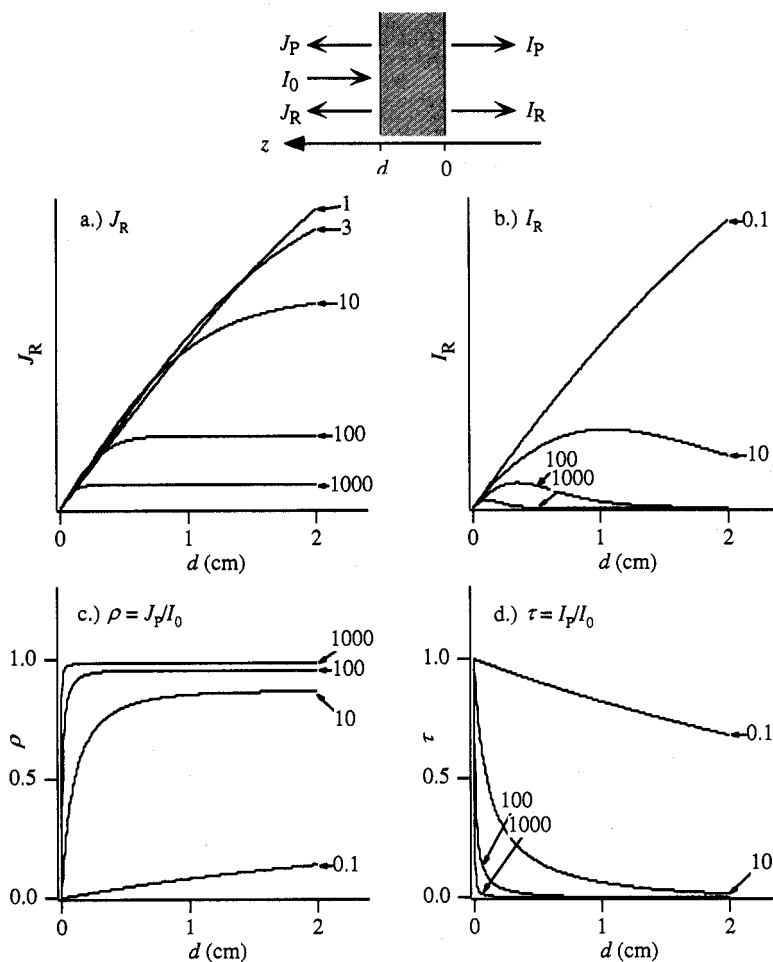 J_P I_P
I_0
J_R I_R
z d 0
a.) J_R
1
3
10
100
1000
J_R
0 1 2
d (cm)
b.) I_R
0.1
10
100
1000
I_R
0 1 2
d (cm)
c.) ρ = J_P/I_0
1000
100
10
0.1
1.0
0.5
0.0
ρ
0 1 2
d (cm)
d.) τ = I_P/I_0
0.1
100
1000
10
1.0
0.5
0.0
τ
0 1 2
d (cm)